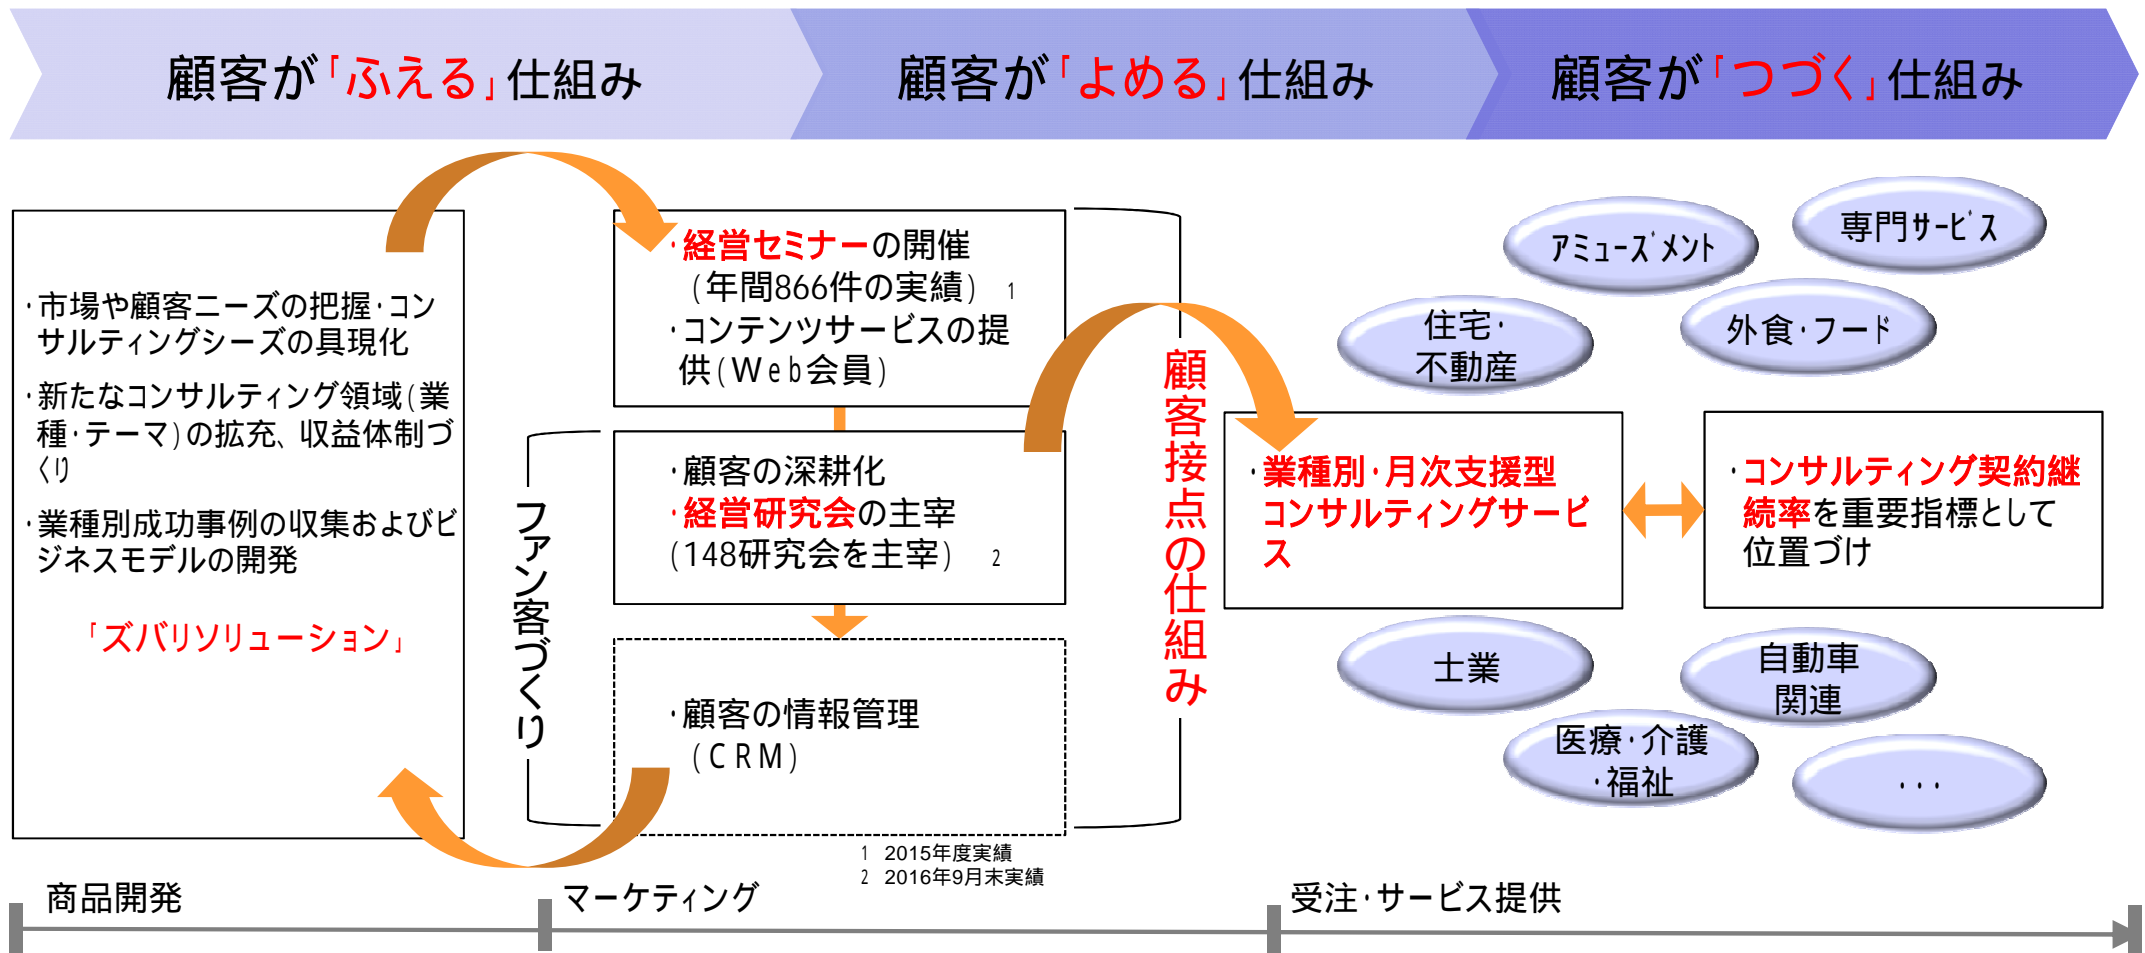 顧客が「ふえる」仕組み
顧客が「よめる」仕組み
顧客が「つづく」仕組み
・市場や顧客ニーズの把握・コン
サルティングシーズの具現化
・新たなコンサルティング領域(業
種・テーマ)の拡充、収益体制づ
くり
・業種別成功事例の収集およびビ
ジネスモデルの開発
「ズバリソリューション」
・経営セミナーの開催
(年間866件の実績) 1
・コンテンツサービスの提
供(Web会員)
ファン客づくり
・顧客の深耕化
・経営研究会の主宰
(148研究会を主宰) 2
・顧客の情報管理
(CRM)
1 2015年度実績
2 2016年9月末実績
顧客接点の仕組み
アミューズメント
専門サービス
住宅・
不動産
外食・フード
・業種別・月次支援型
コンサルティングサービ
ス
・コンサルティング契約継
続率を重要指標として
位置づけ
士業
自動車
関連
医療・介護
・福祉
・・・
商品開発
マーケティング
受注・サービス提供